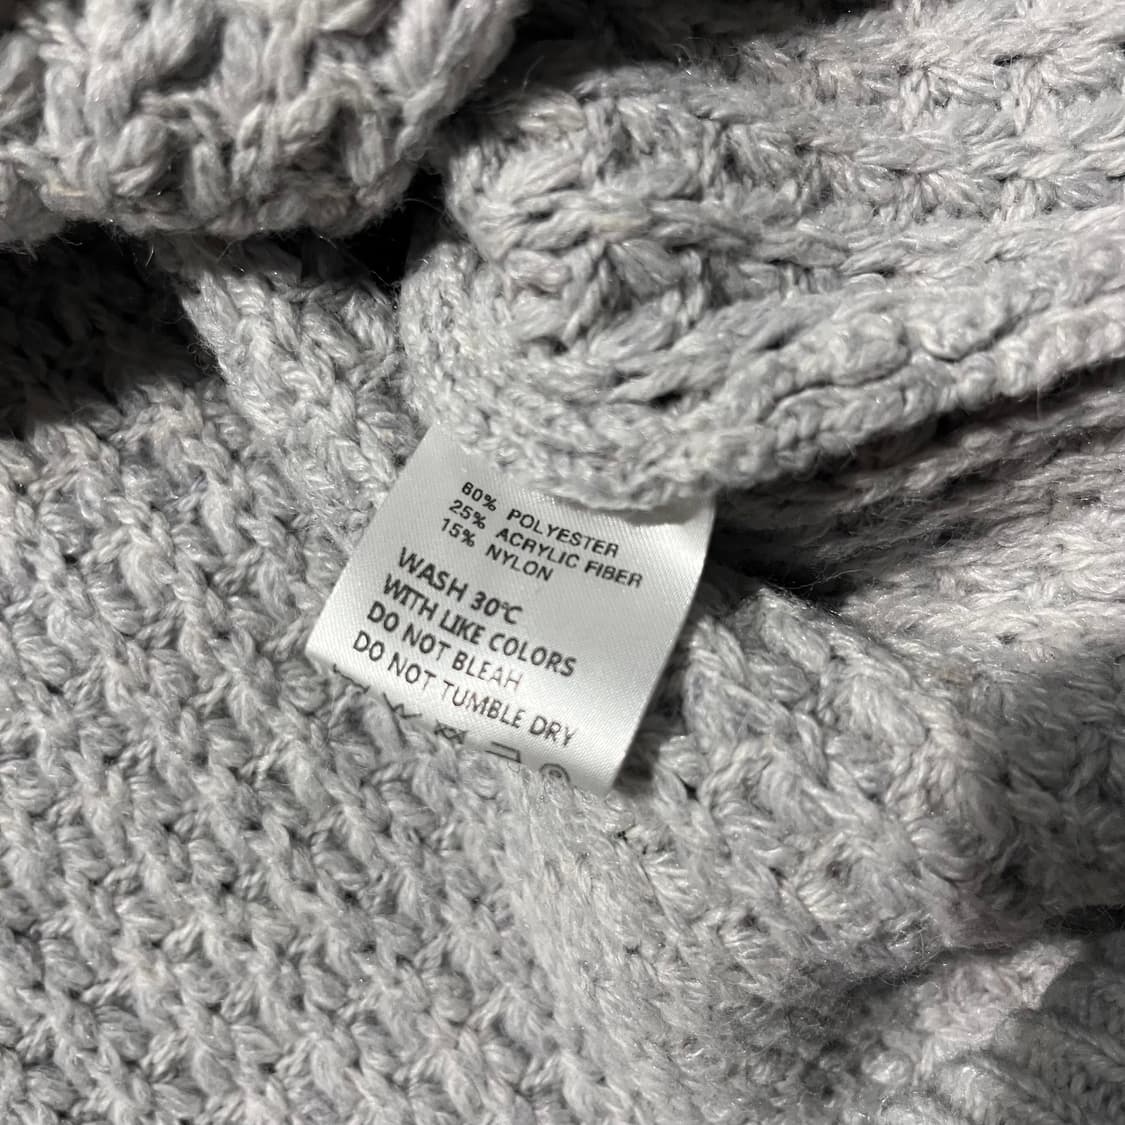 60% POLYESTER
25% ACRYLIC FIBER
15% NYLON
WASH 30℃
WITH LIKE COLORS
DO NOT BLEAH
DO NOT TUMBLE DRY